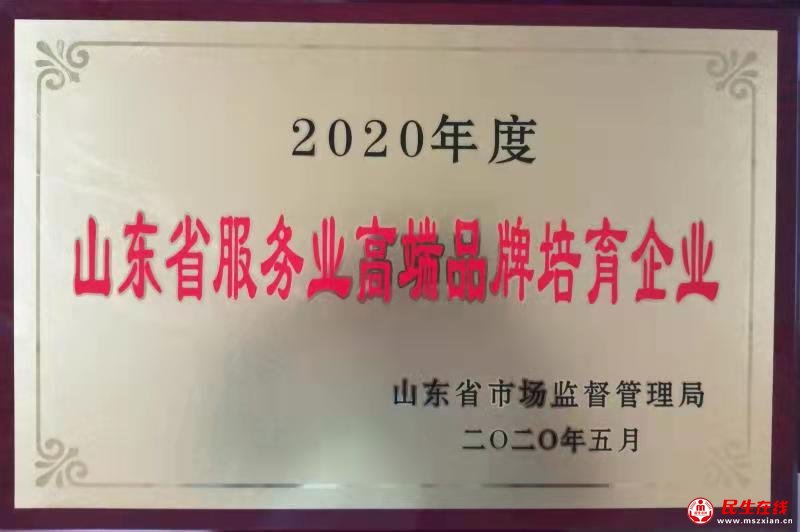 2020年度
山东省服务业高端品牌培育企业
山东省市场监督管理局
二〇二〇年五月
民生在线
www.mszxian.cn